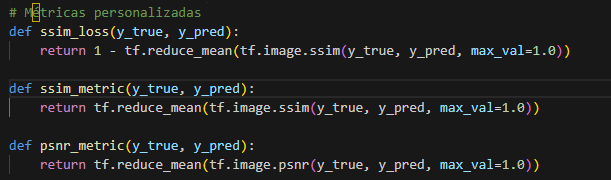 # Métricas personalizadas
def ssim_loss(y_true, y_pred):
    return 1 - tf.reduce_mean(tf.image.ssim(y_true, y_pred, max_val=1.0))
def ssim_metric(y_true, y_pred):
    return tf.reduce_mean(tf.image.ssim(y_true, y_pred, max_val=1.0))
def psnr_metric(y_true, y_pred):
    return tf.reduce_mean(tf.image.psnr(y_true, y_pred, max_val=1.0))